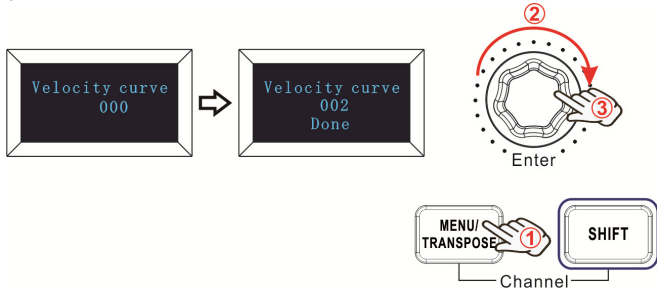 Velocity curve
000
Velocity curve
002
Done
②
③
Enter
MENU/
TRANSPOSE
①
SHIFT
Channel